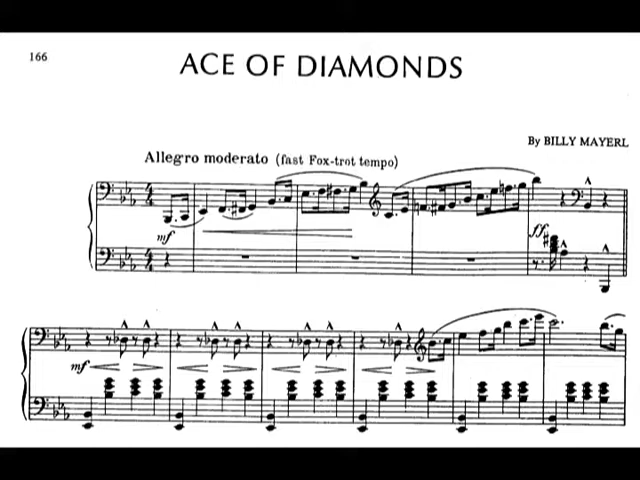 166
ACE OF DIAMONDS
By BILLY MAYERL
Allegro moderato (fast Fox-trot tempo)
mf
ff
mf